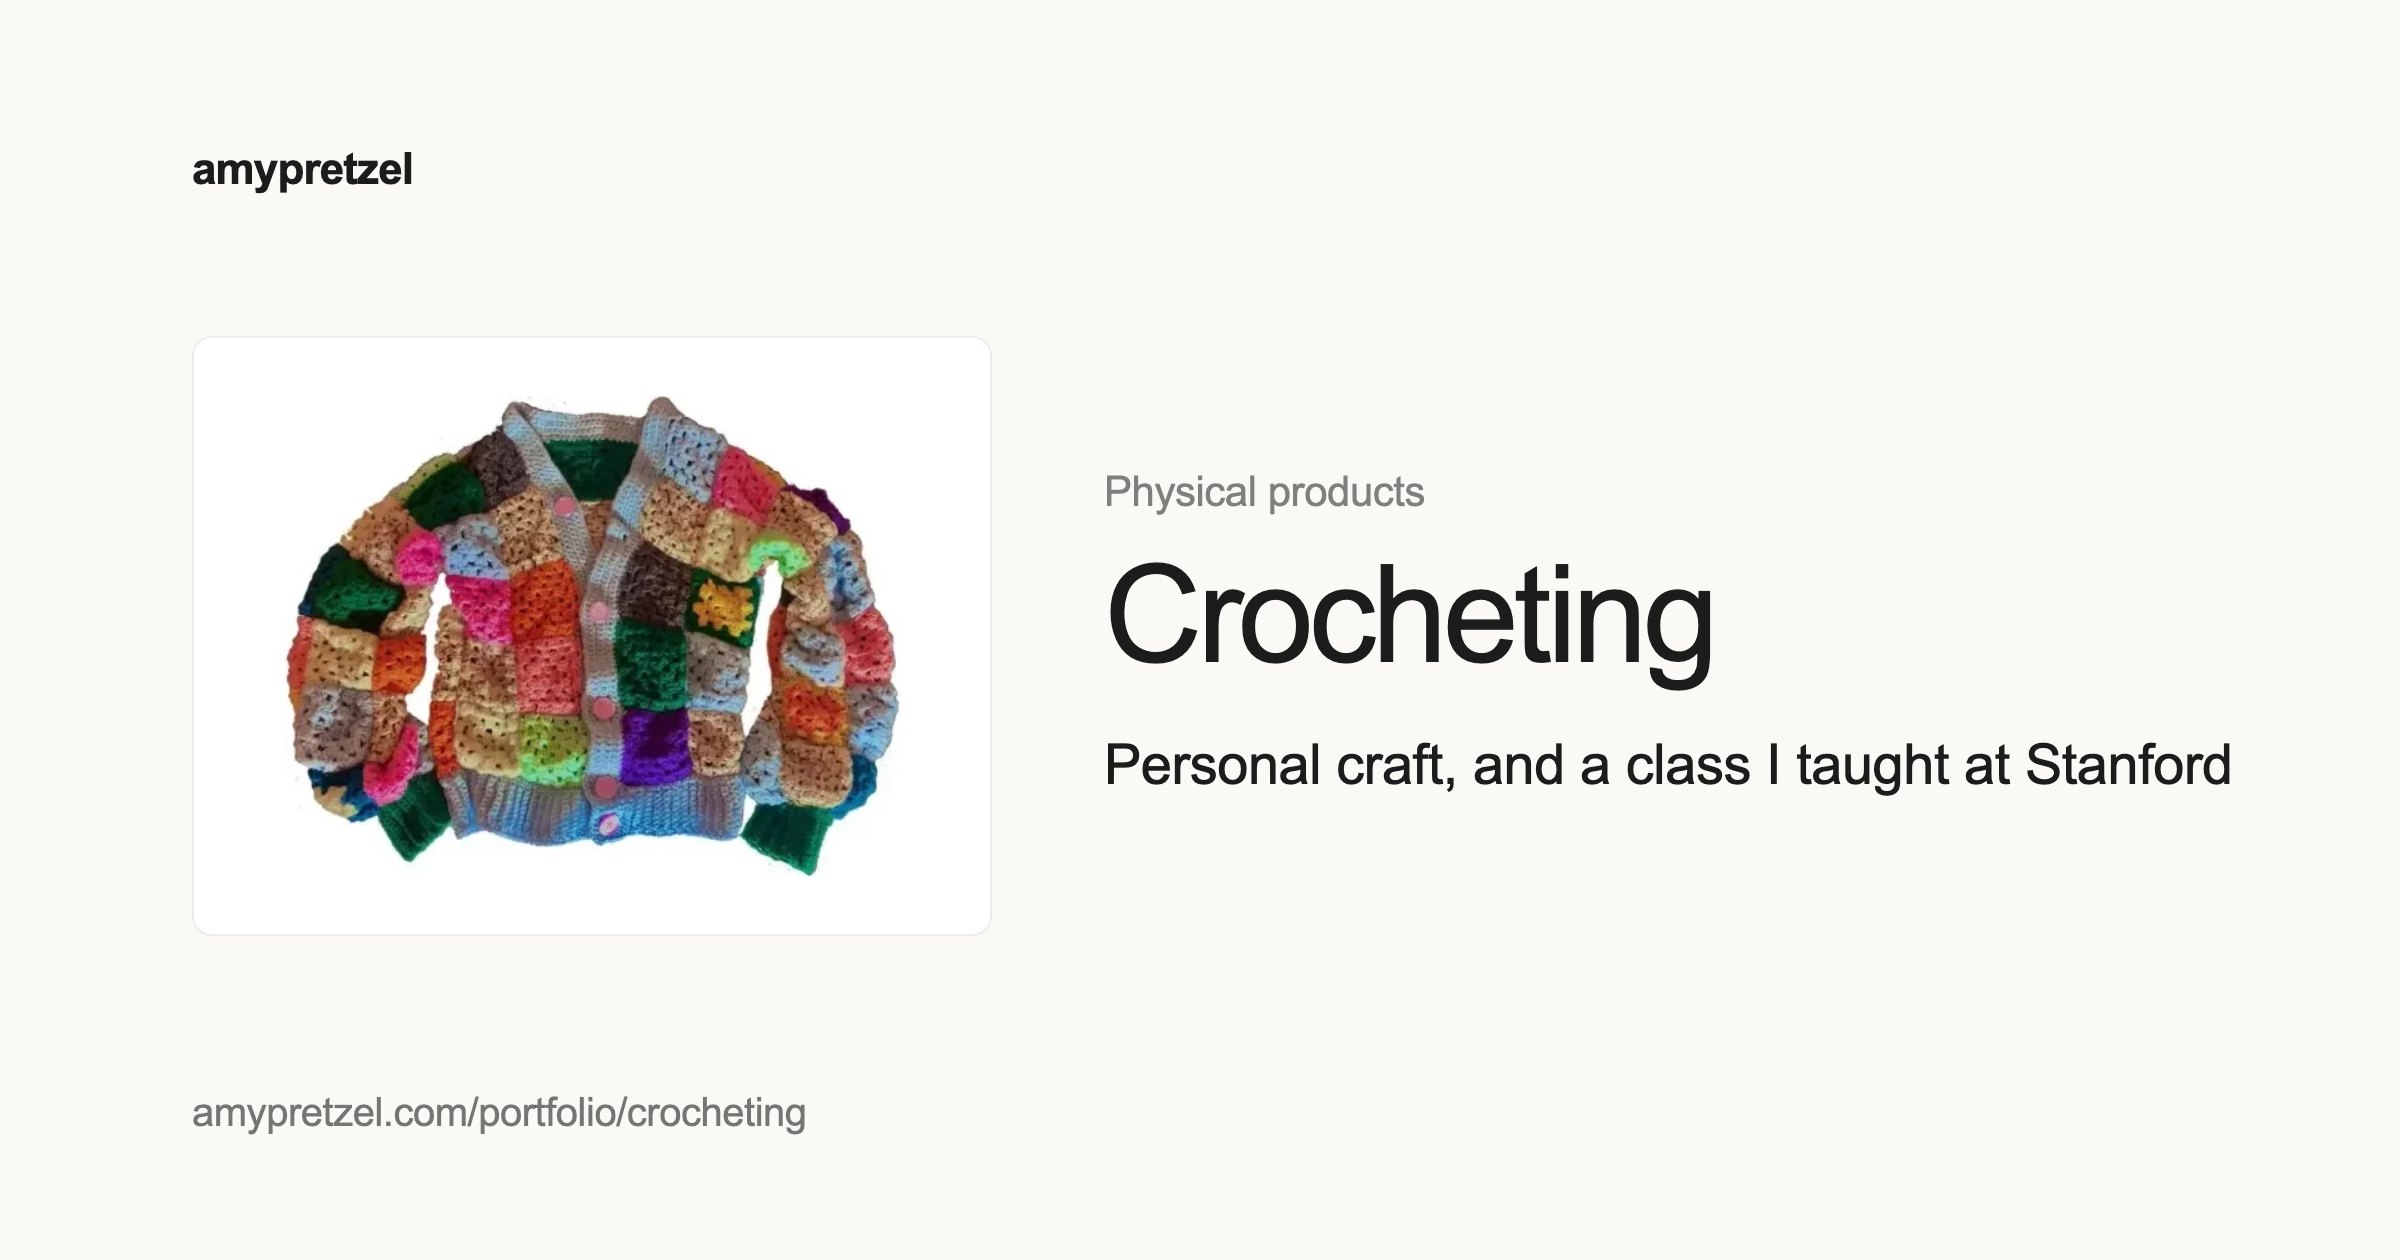 amypretzel
Physical products
Crocheting
Personal craft, and a class I taught at Stanford
amypretzel.com/portfolio/crocheting